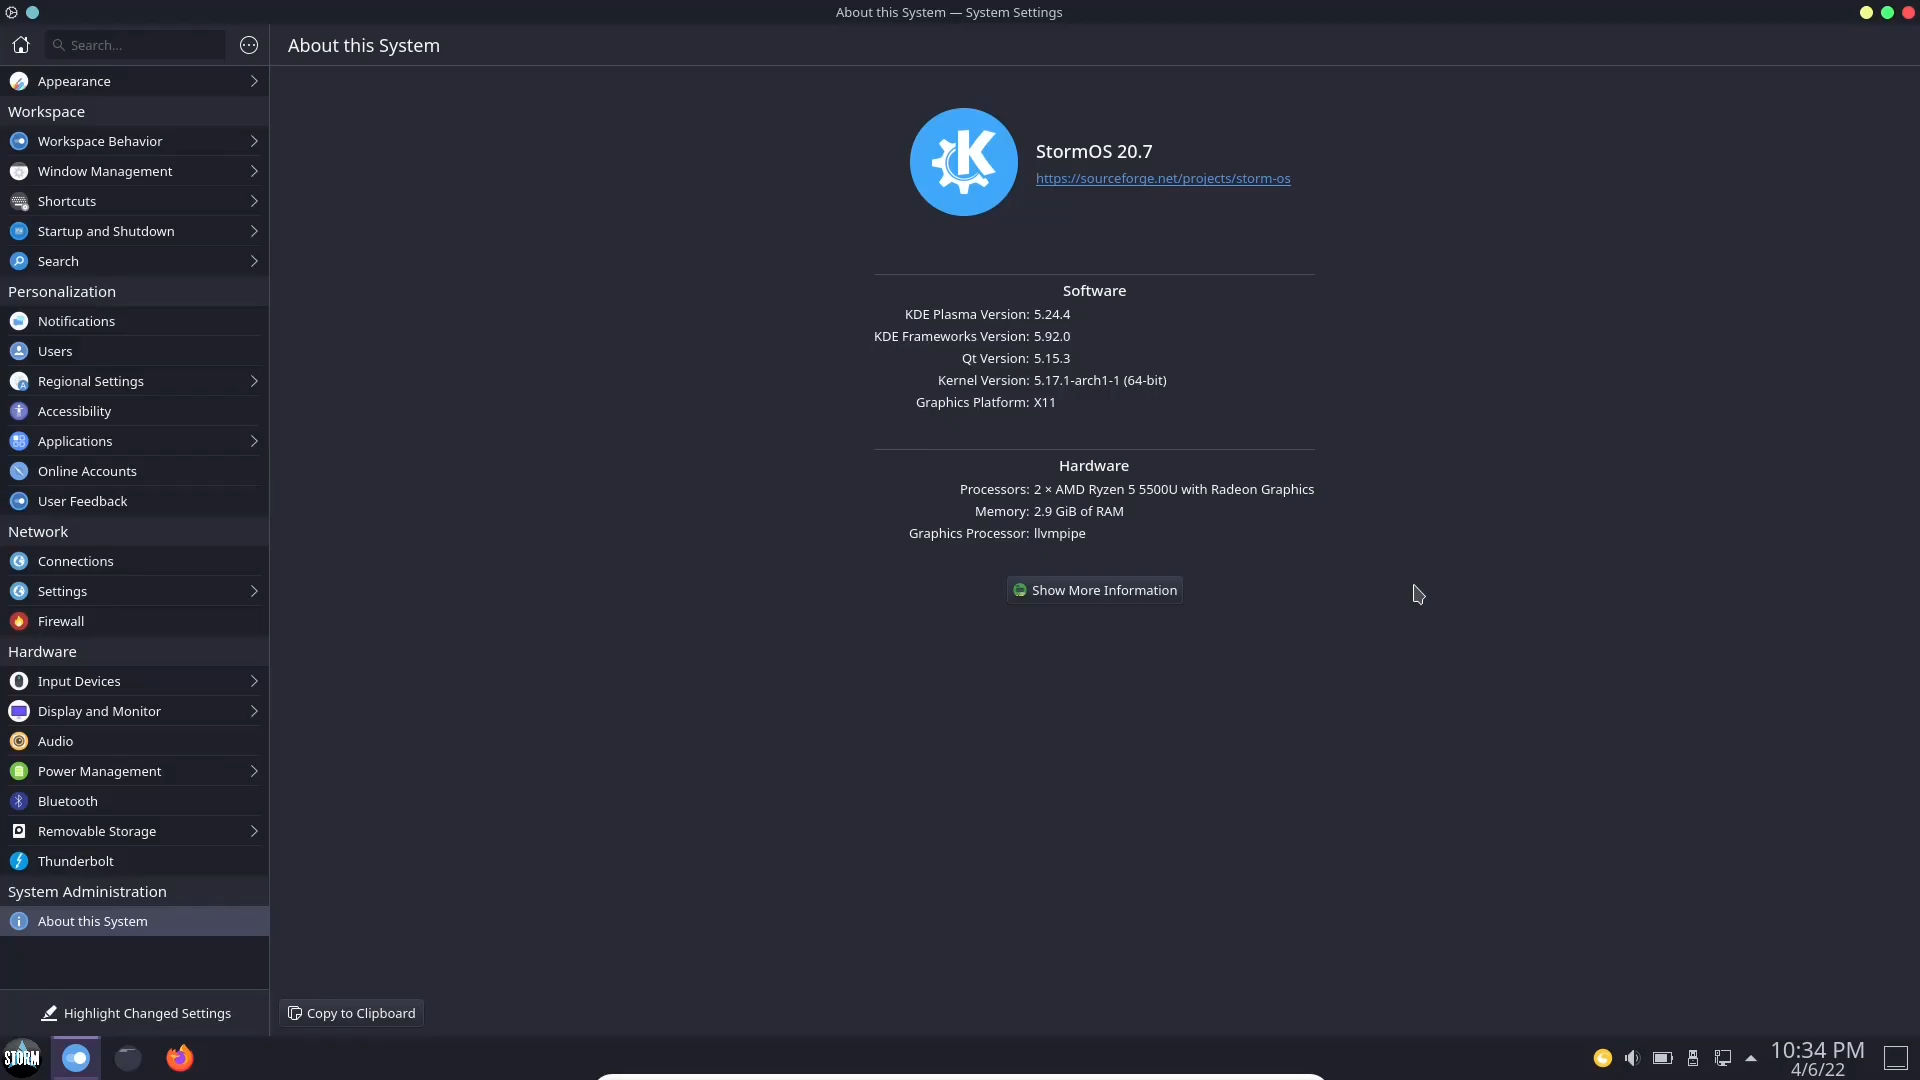 About this System — System Settings
Search...
About this System
Appearance
Workspace
Workspace Behavior
Window Management
Shortcuts
Startup and Shutdown
Search
Personalization
Notifications
Users
Regional Settings
Accessibility
Applications
Online Accounts
User Feedback
Network
Connections
Settings
Firewall
Hardware
Input Devices
Display and Monitor
Audio
Power Management
Bluetooth
Removable Storage
Thunderbolt
System Administration
About this System
Highlight Changed Settings
StormOS 20.7
https://sourceforge.net/projects/storm-os
Software
KDE Plasma Version: 5.24.4
KDE Frameworks Version: 5.92.0
Qt Version: 5.15.3
Kernel Version: 5.17.1-arch1-1 (64-bit)
Graphics Platform: X11
Hardware
Processors: 2 × AMD Ryzen 5 5500U with Radeon Graphics
Memory: 2.9 GiB of RAM
Graphics Processor: llvmpipe
Show More Information
Copy to Clipboard
STORM
10:34 PM
4/6/22